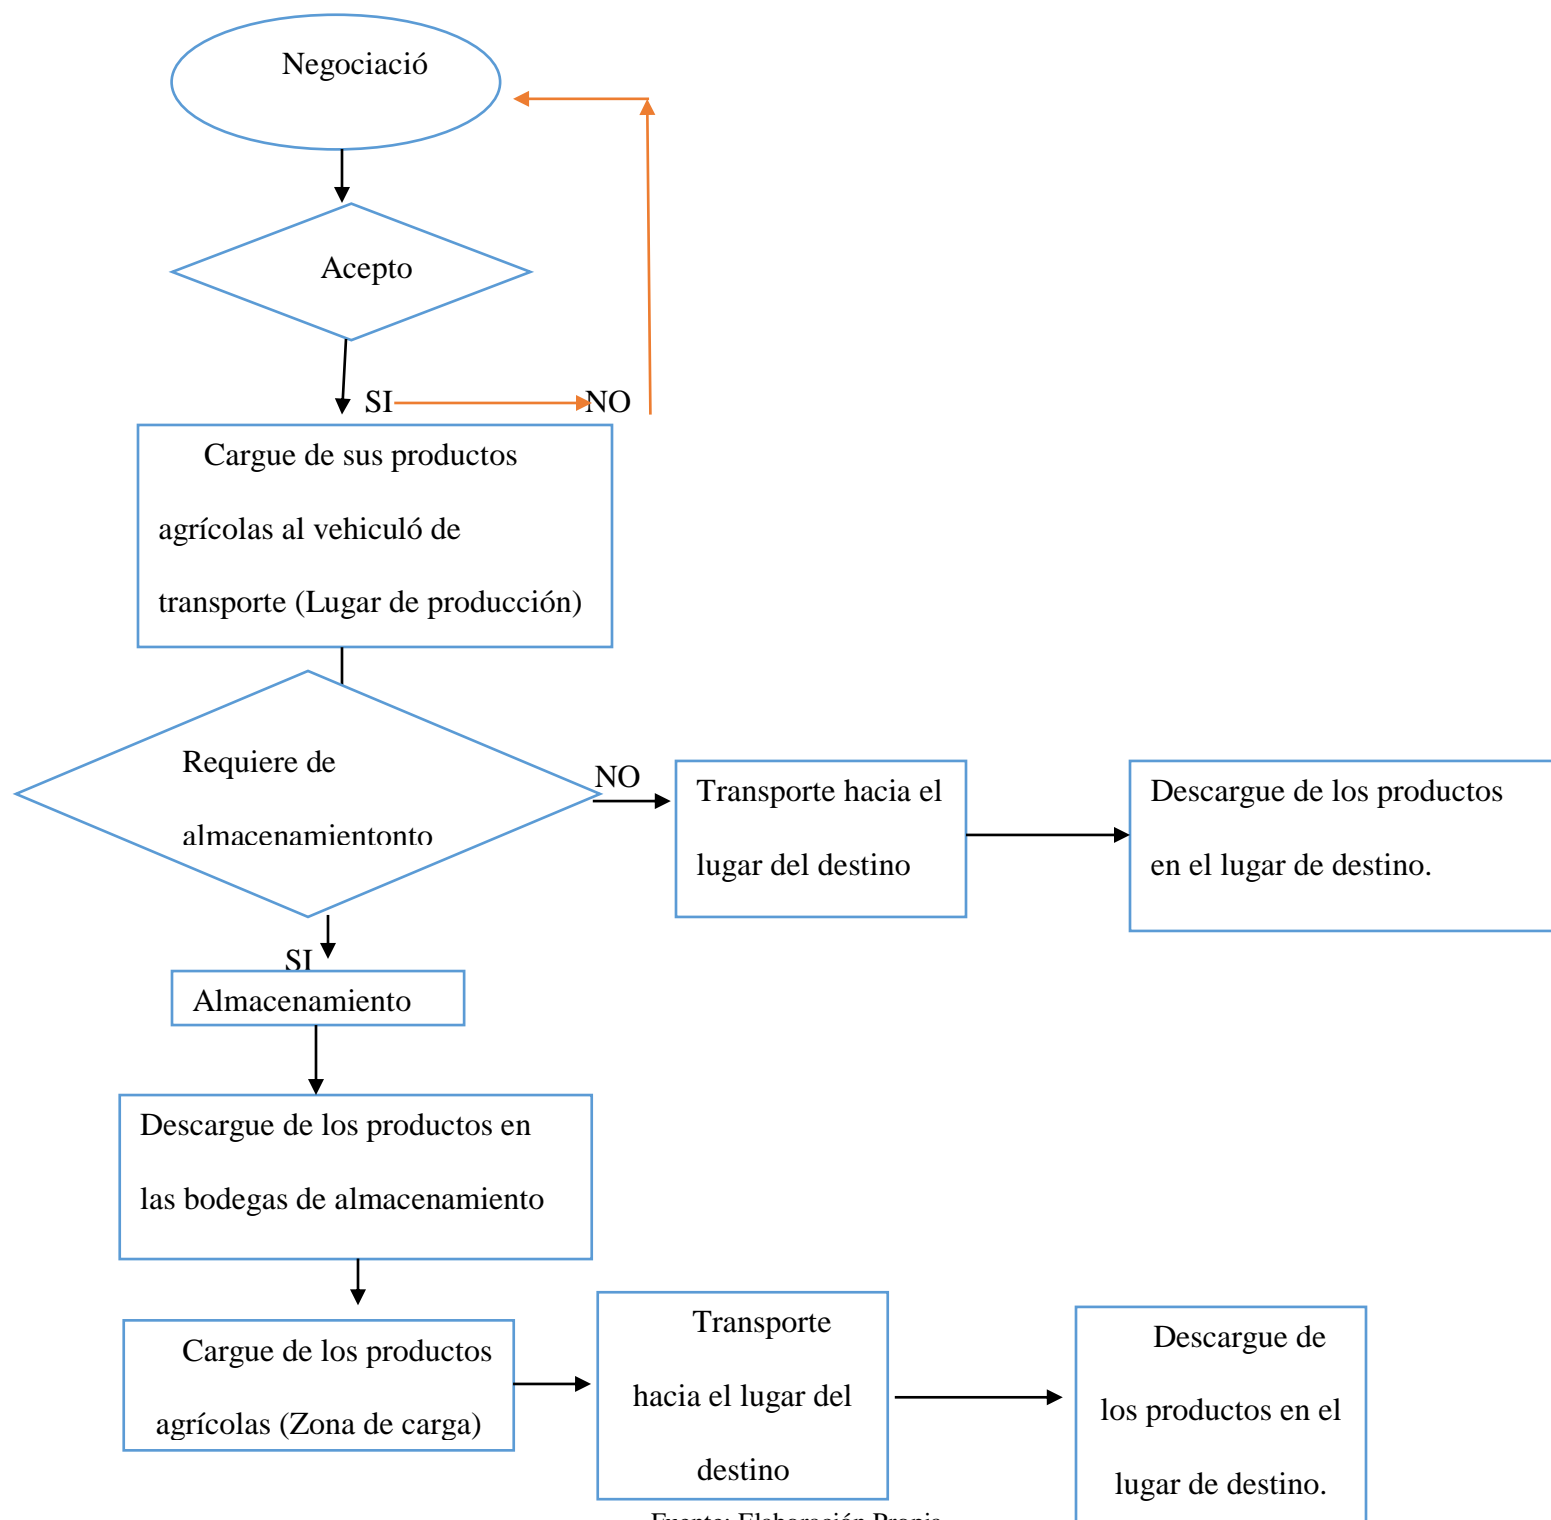 Negociació
Acepto
SI
NO
Cargue de sus productos
agrícolas al vehiculó de
transporte (Lugar de producción)
Requiere de
almacenamientonto
NO
Transporte hacia el
lugar del destino
Descargue de los productos
en el lugar de destino.
SI
Almacenamiento
Descargue de los productos en
las bodegas de almacenamiento
Cargue de los productos
agrícolas (Zona de carga)
Transporte
hacia el lugar del
destino
Descargue de
los productos en el
lugar de destino.
Fuente: Elaboración Propia